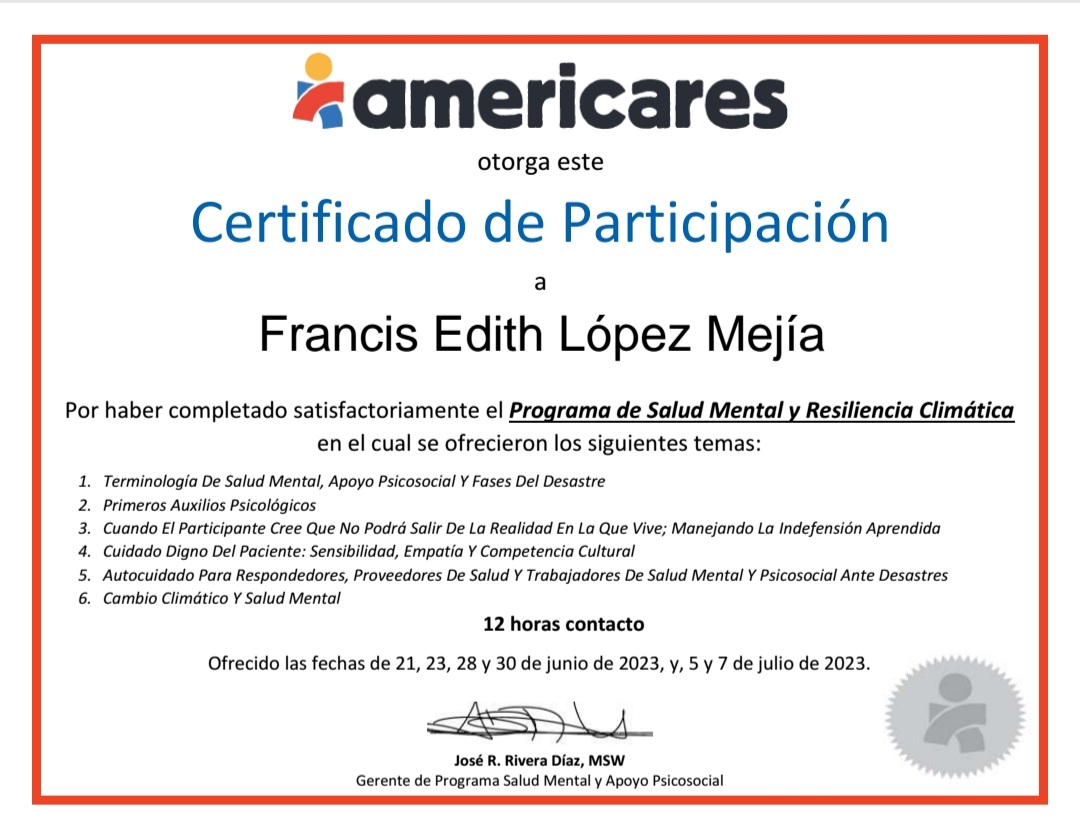 americares
otorga este
Certificado de Participación
a
Francis Edith López Mejía
Por haber completado satisfactoriamente el Programa de Salud Mental y Resiliencia Climática
en el cual se ofrecieron los siguientes temas:
1. Terminología De Salud Mental, Apoyo Psicosocial Y Fases Del Desastre
2. Primeros Auxilios Psicológicos
3. Cuando El Participante Cree Que No Podrá Salir De La Realidad En La Que Vive; Manejando La Indefensión Aprendida
4. Cuidado Digno Del Paciente: Sensibilidad, Empatía Y Competencia Cultural
5. Autocuidado Para Respondedores, Proveedores De Salud Y Trabajadores De Salud Mental Y Psicosocial Ante Desastres
6. Cambio Climático Y Salud Mental
12 horas contacto
Ofrecido las fechas de 21, 23, 28 y 30 de junio de 2023, y, 5 y 7 de julio de 2023.
José R. Rivera Díaz, MSW
Gerente de Programa Salud Mental y Apoyo Psicosocial